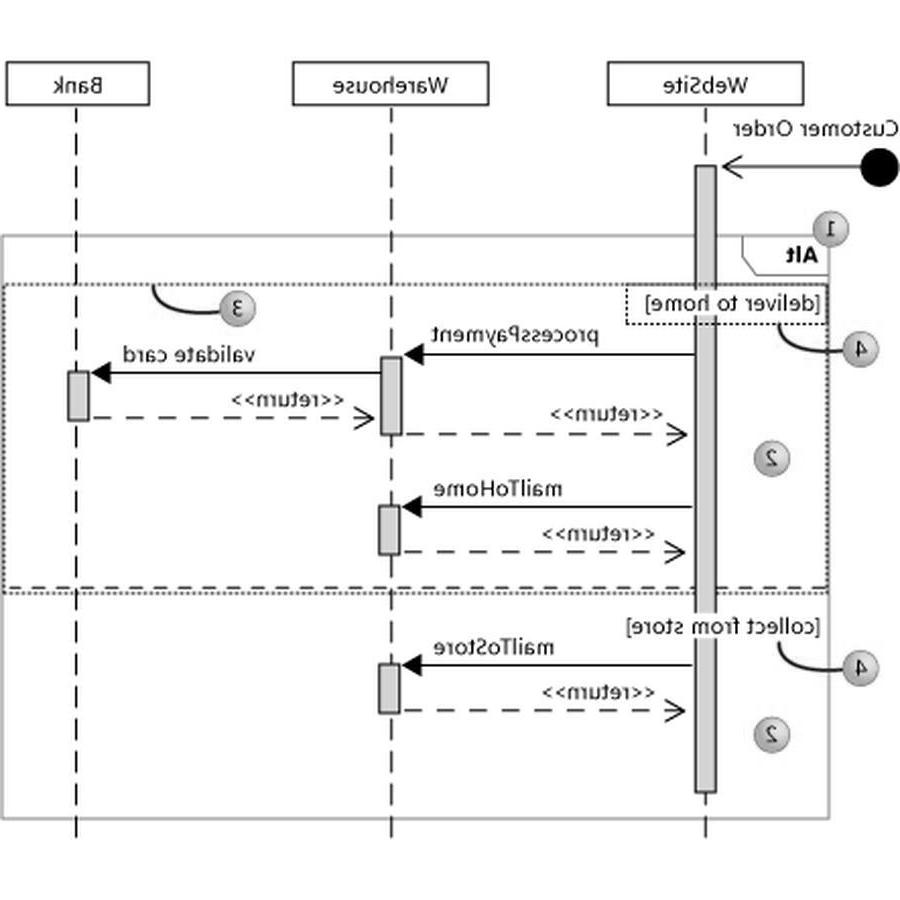 WebSite
Warehouse
Bank
Customer Order
1
Alt
[deliver to home]
3
processPayment
4
validate card
<<return>>
<<return>>
2
mailToHome
<<return>>
[collect from store]
mailToStore
4
<<return>>
2